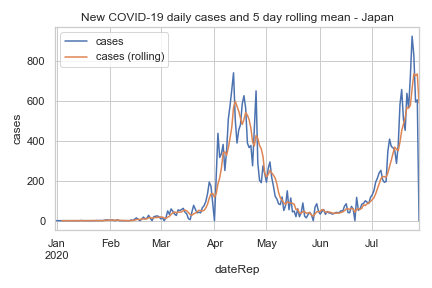 New COVID-19 daily cases and 5 day rolling mean - Japan
cases
cases (rolling)
800
600
400
200
0
cases
Jan
2020
Feb
Mar
Apr
May
Jun
Jul
dateRep